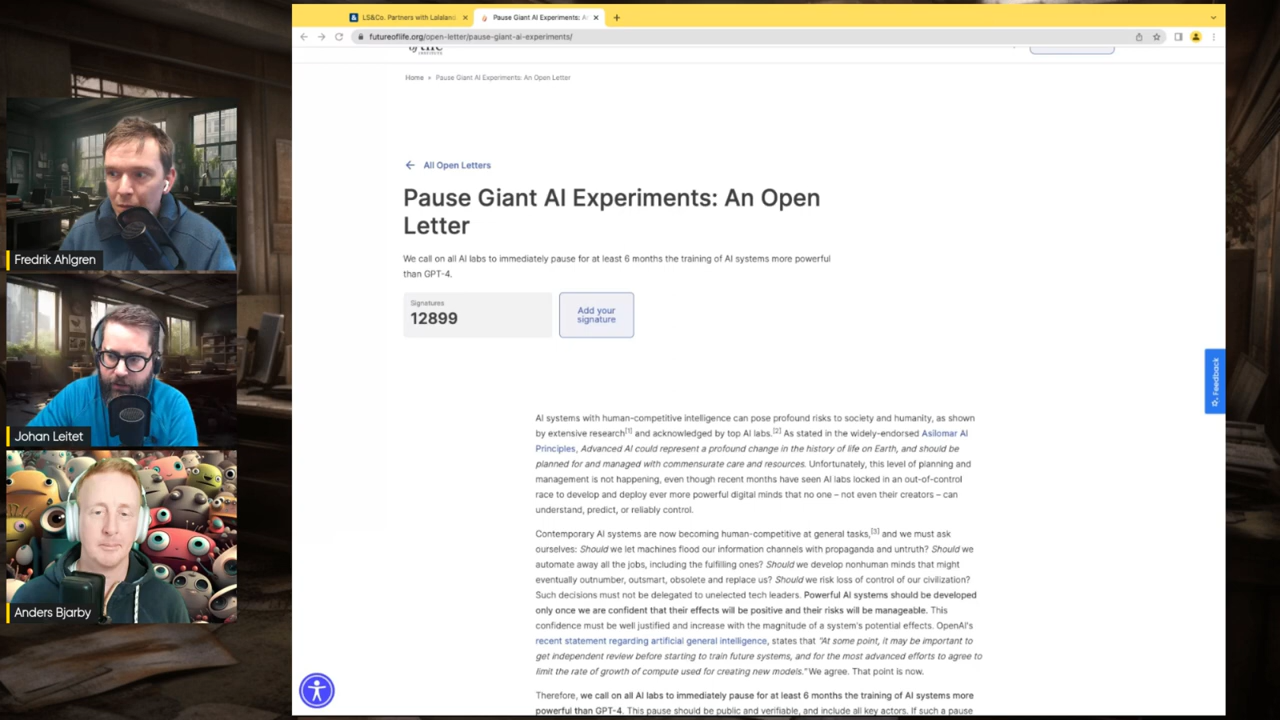 LS&Co. Partners with Lalaland.
Pause Giant AI Experiments: A
futureoflife.org/open-letter/pause-giant-ai-experiments/
Home
Pause Giant AI Experiments: An Open Letter
All Open Letters
Pause Giant AI Experiments: An Open
Letter
We call on all AI labs to immediately pause for at least 6 months the training of AI systems more powerful
than GPT-4.
Signatures
12899
Add your
signature
Feedback
AI systems with human-competitive intelligence can pose profound risks to society and humanity, as shown
by extensive research[1] and acknowledged by top AI labs.[2] As stated in the widely-endorsed Asilomar AI
Principles, Advanced AI could represent a profound change in the history of life on Earth, and should be
planned for and managed with commensurate care and resources. Unfortunately, this level of planning and
management is not happening, even though recent months have seen AI labs locked in an out-of-control
race to develop and deploy ever more powerful digital minds that no one – not even their creators – can
understand, predict, or reliably control.
Contemporary AI systems are now becoming human-competitive at general tasks,[3] and we must ask
ourselves: Should we let machines flood our information channels with propaganda and untruth? Should we
automate away all the jobs, including the fulfilling ones? Should we develop nonhuman minds that might
eventually outnumber, outsmart, obsolete and replace us? Should we risk loss of control of our civilization?
Such decisions must not be delegated to unelected tech leaders. Powerful AI systems should be developed
only once we are confident that their effects will be positive and their risks will be manageable. This
confidence must be well justified and increase with the magnitude of a system's potential effects. OpenAI's
recent statement regarding artificial general intelligence, states that "At some point, it may be important to
get independent review before starting to train future systems, and for the most advanced efforts to agree to
limit the rate of growth of compute used for creating new models." We agree. That point is now.
Therefore, we call on all AI labs to immediately pause for at least 6 months the training of AI systems more
powerful than GPT-4. This pause should be public and verifiable, and include all key actors. If such a pause
Fredrik Ahlgren
Johan Leitet
Anders Bjarby